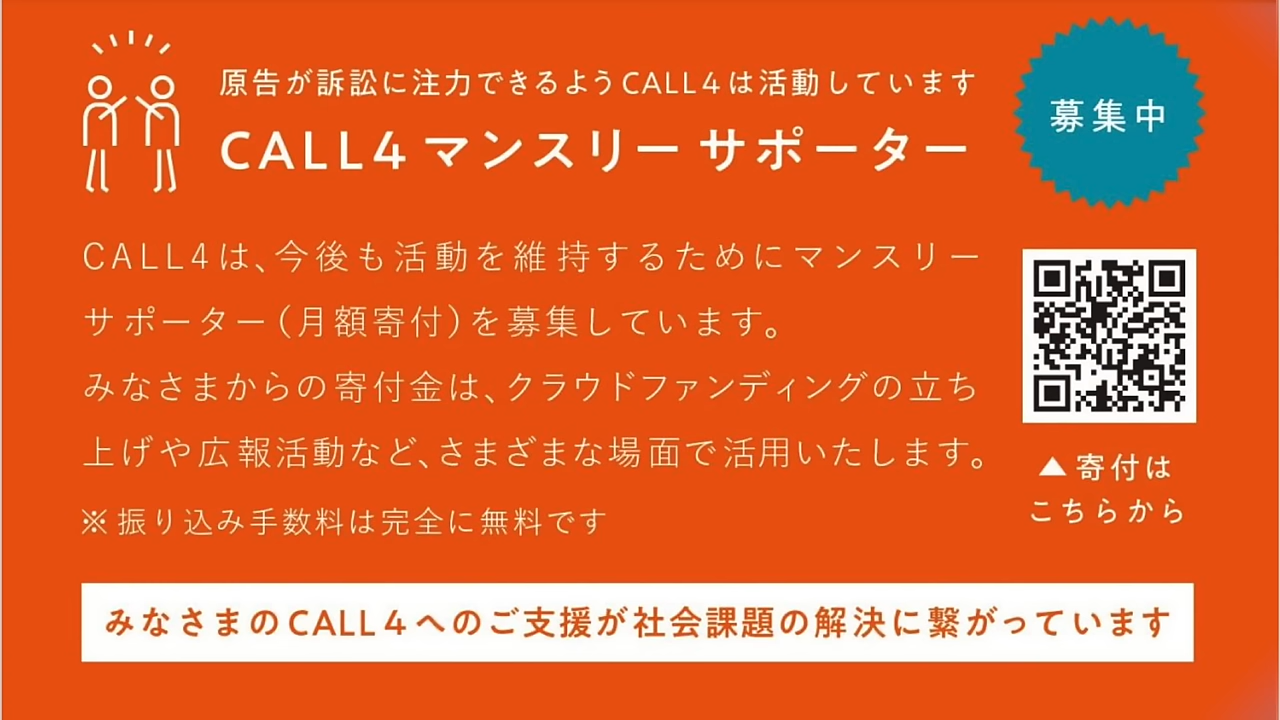 原告が訴訟に注力できるようCALL4は活動しています
CALL4 マンスリー サポーター
募集中
CALL4は、今後も活動を維持するためにマンスリー
サポーター（月額寄付）を募集しています。
みなさまからの寄付金は、クラウドファンディングの立ち
上げや広報活動など、さまざまな場面で活用いたします。
※振り込み手数料は完全に無料です
▲寄付は
こちらから
みなさまのCALL4へのご支援が社会課題の解決に繋がっています